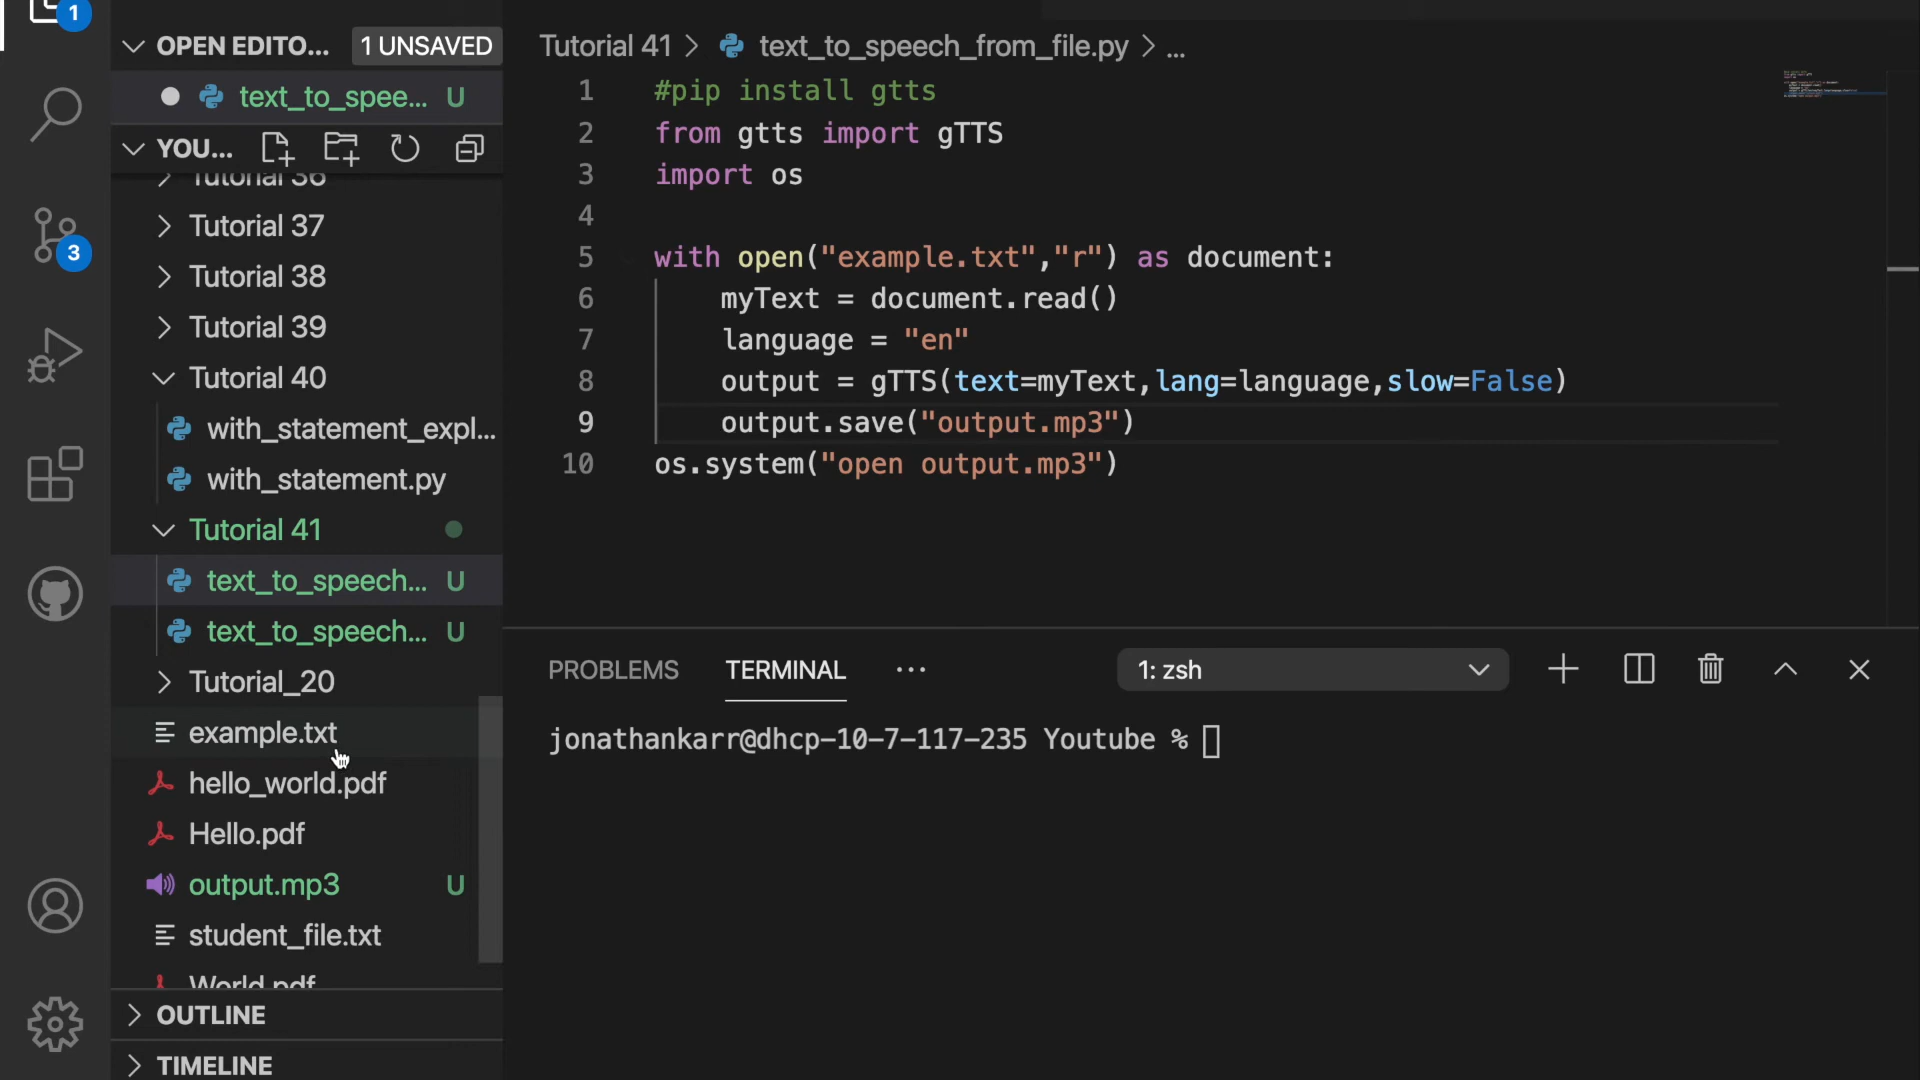 1
OPEN EDITO... 1 UNSAVED
text_to_spee... U
YOU...
Tutorial 36
Tutorial 37
Tutorial 38
Tutorial 39
Tutorial 40
with_statement_expl...
with_statement.py
Tutorial 41
text_to_speech... U
text_to_speech... U
Tutorial_20
example.txt
hello_world.pdf
Hello.pdf
output.mp3 U
student_file.txt
World.pdf
OUTLINE
TIMELINE
3
Tutorial 41 > text_to_speech_from_file.py > ...
1 #pip install gtts
2 from gtts import gTTS
3 import os
4
5 with open("example.txt","r") as document:
6 myText = document.read()
7 language = "en"
8 output = gTTS(text=myText,lang=language,slow=False)
9 output.save("output.mp3")
10 os.system("open output.mp3")
PROBLEMS TERMINAL ... 1: zsh
jonathankarr@dhcp-10-7-117-235 Youtube %